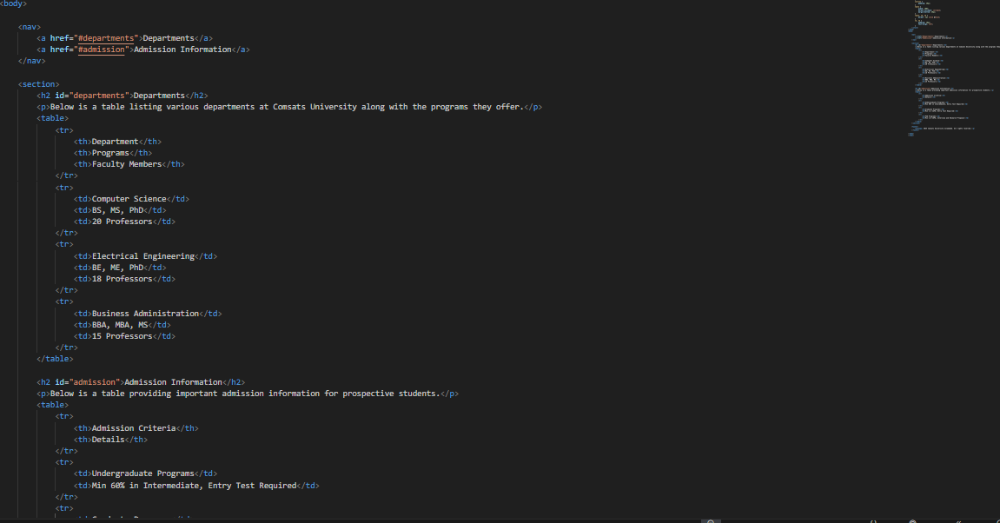 <body>
<nav>
<a href="#departments">Departments</a>
<a href="#admission">Admission Information</a>
</nav>
<section>
<h2 id="departments">Departments</h2>
<p>Below is a table listing various departments at Comsats University along with the programs they offer.</p>
<table>
<tr>
<th>Department</th>
<th>Programs</th>
<th>Faculty Members</th>
</tr>
<tr>
<td>Computer Science</td>
<td>BS, MS, PhD</td>
<td>20 Professors</td>
</tr>
<tr>
<td>Electrical Engineering</td>
<td>BE, ME, PhD</td>
<td>18 Professors</td>
</tr>
<tr>
<td>Business Administration</td>
<td>BBA, MBA, MS</td>
<td>15 Professors</td>
</tr>
</table>
<h2 id="admission">Admission Information</h2>
<p>Below is a table providing important admission information for prospective students.</p>
<table>
<tr>
<th>Admission Criteria</th>
<th>Details</th>
</tr>
<tr>
<td>Undergraduate Programs</td>
<td>Min 60% in Intermediate, Entry Test Required</td>
</tr>
<tr>